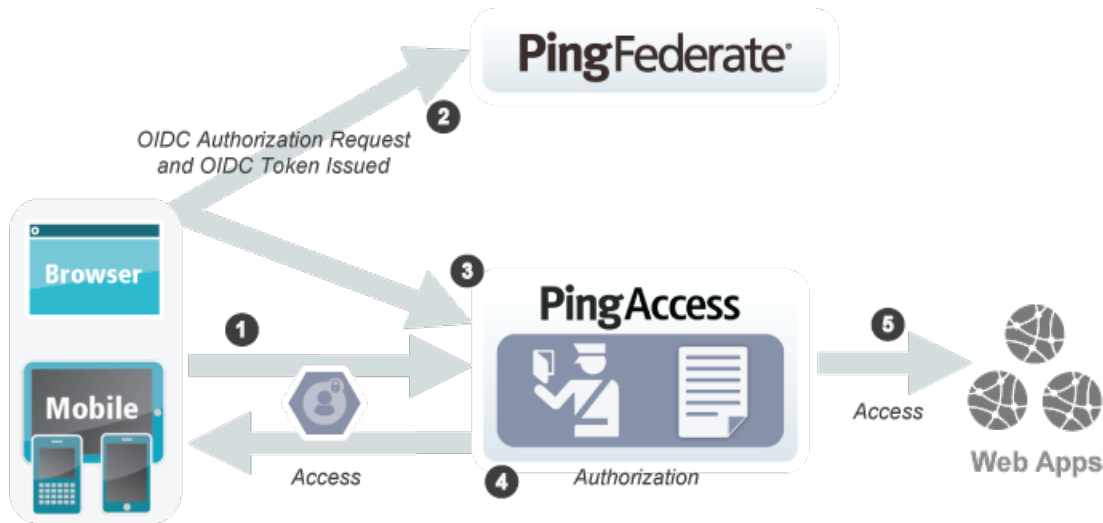 PingFederate®
2
OIDC Authorization Request
and OIDC Token Issued
Browser
3
PingAccess
1
5
Mobile
Access
Web Apps
Access
4
Authorization